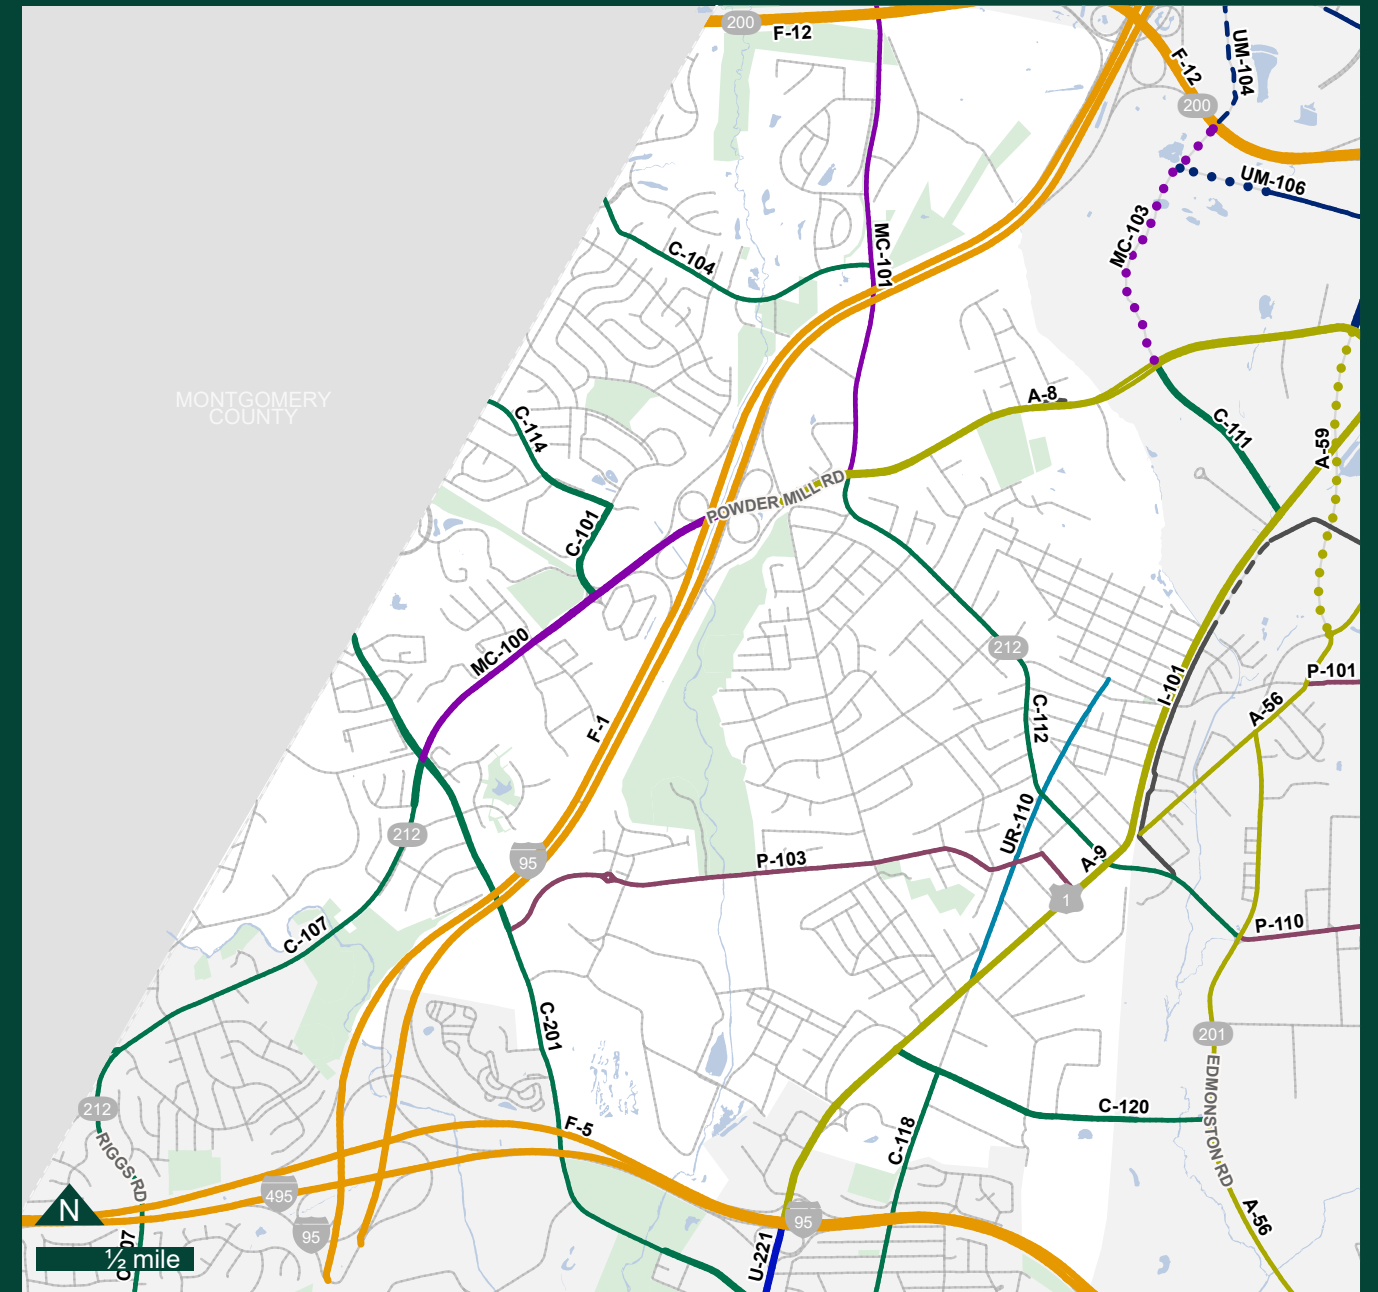 200
F-12
UM-104
F-12
200
UM-106
MC-103
MC-101
C-104
MONTGOMERY
COUNTY
A-8
C-114
C-111
A-59
POWDER MILL RD
C-101
MC-100
212
I-101
P-101
A-56
C-112
F-1
UR-110
212
95
P-103
A-9
1
C-107
P-110
C-201
201
EDMONSTON RD
212
F-5
C-120
C-118
RIGGS RD
495
N
95
95
A-56
U-221
½ mile